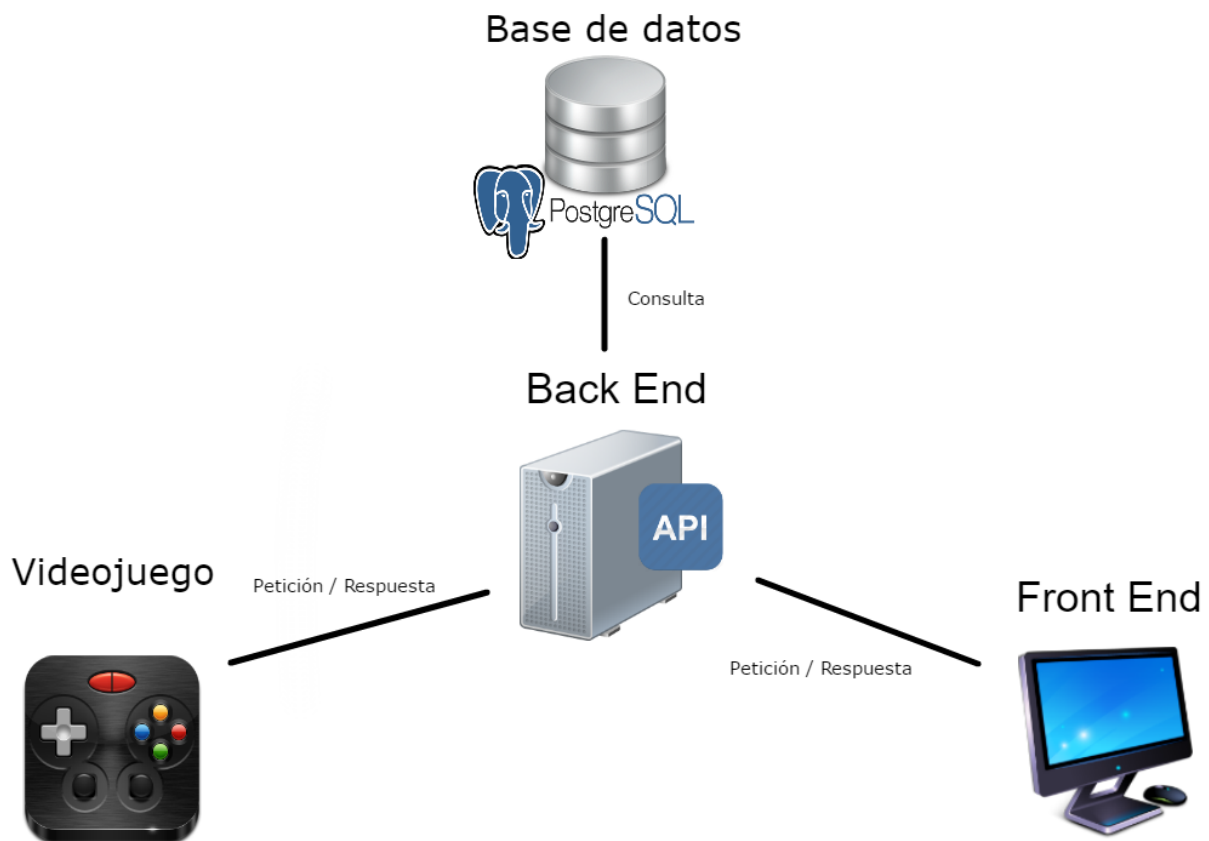 Base de datos
PostgreSQL
Consulta
Back End
API
Videojuego
Petición / Respuesta
Front End
Petición / Respuesta